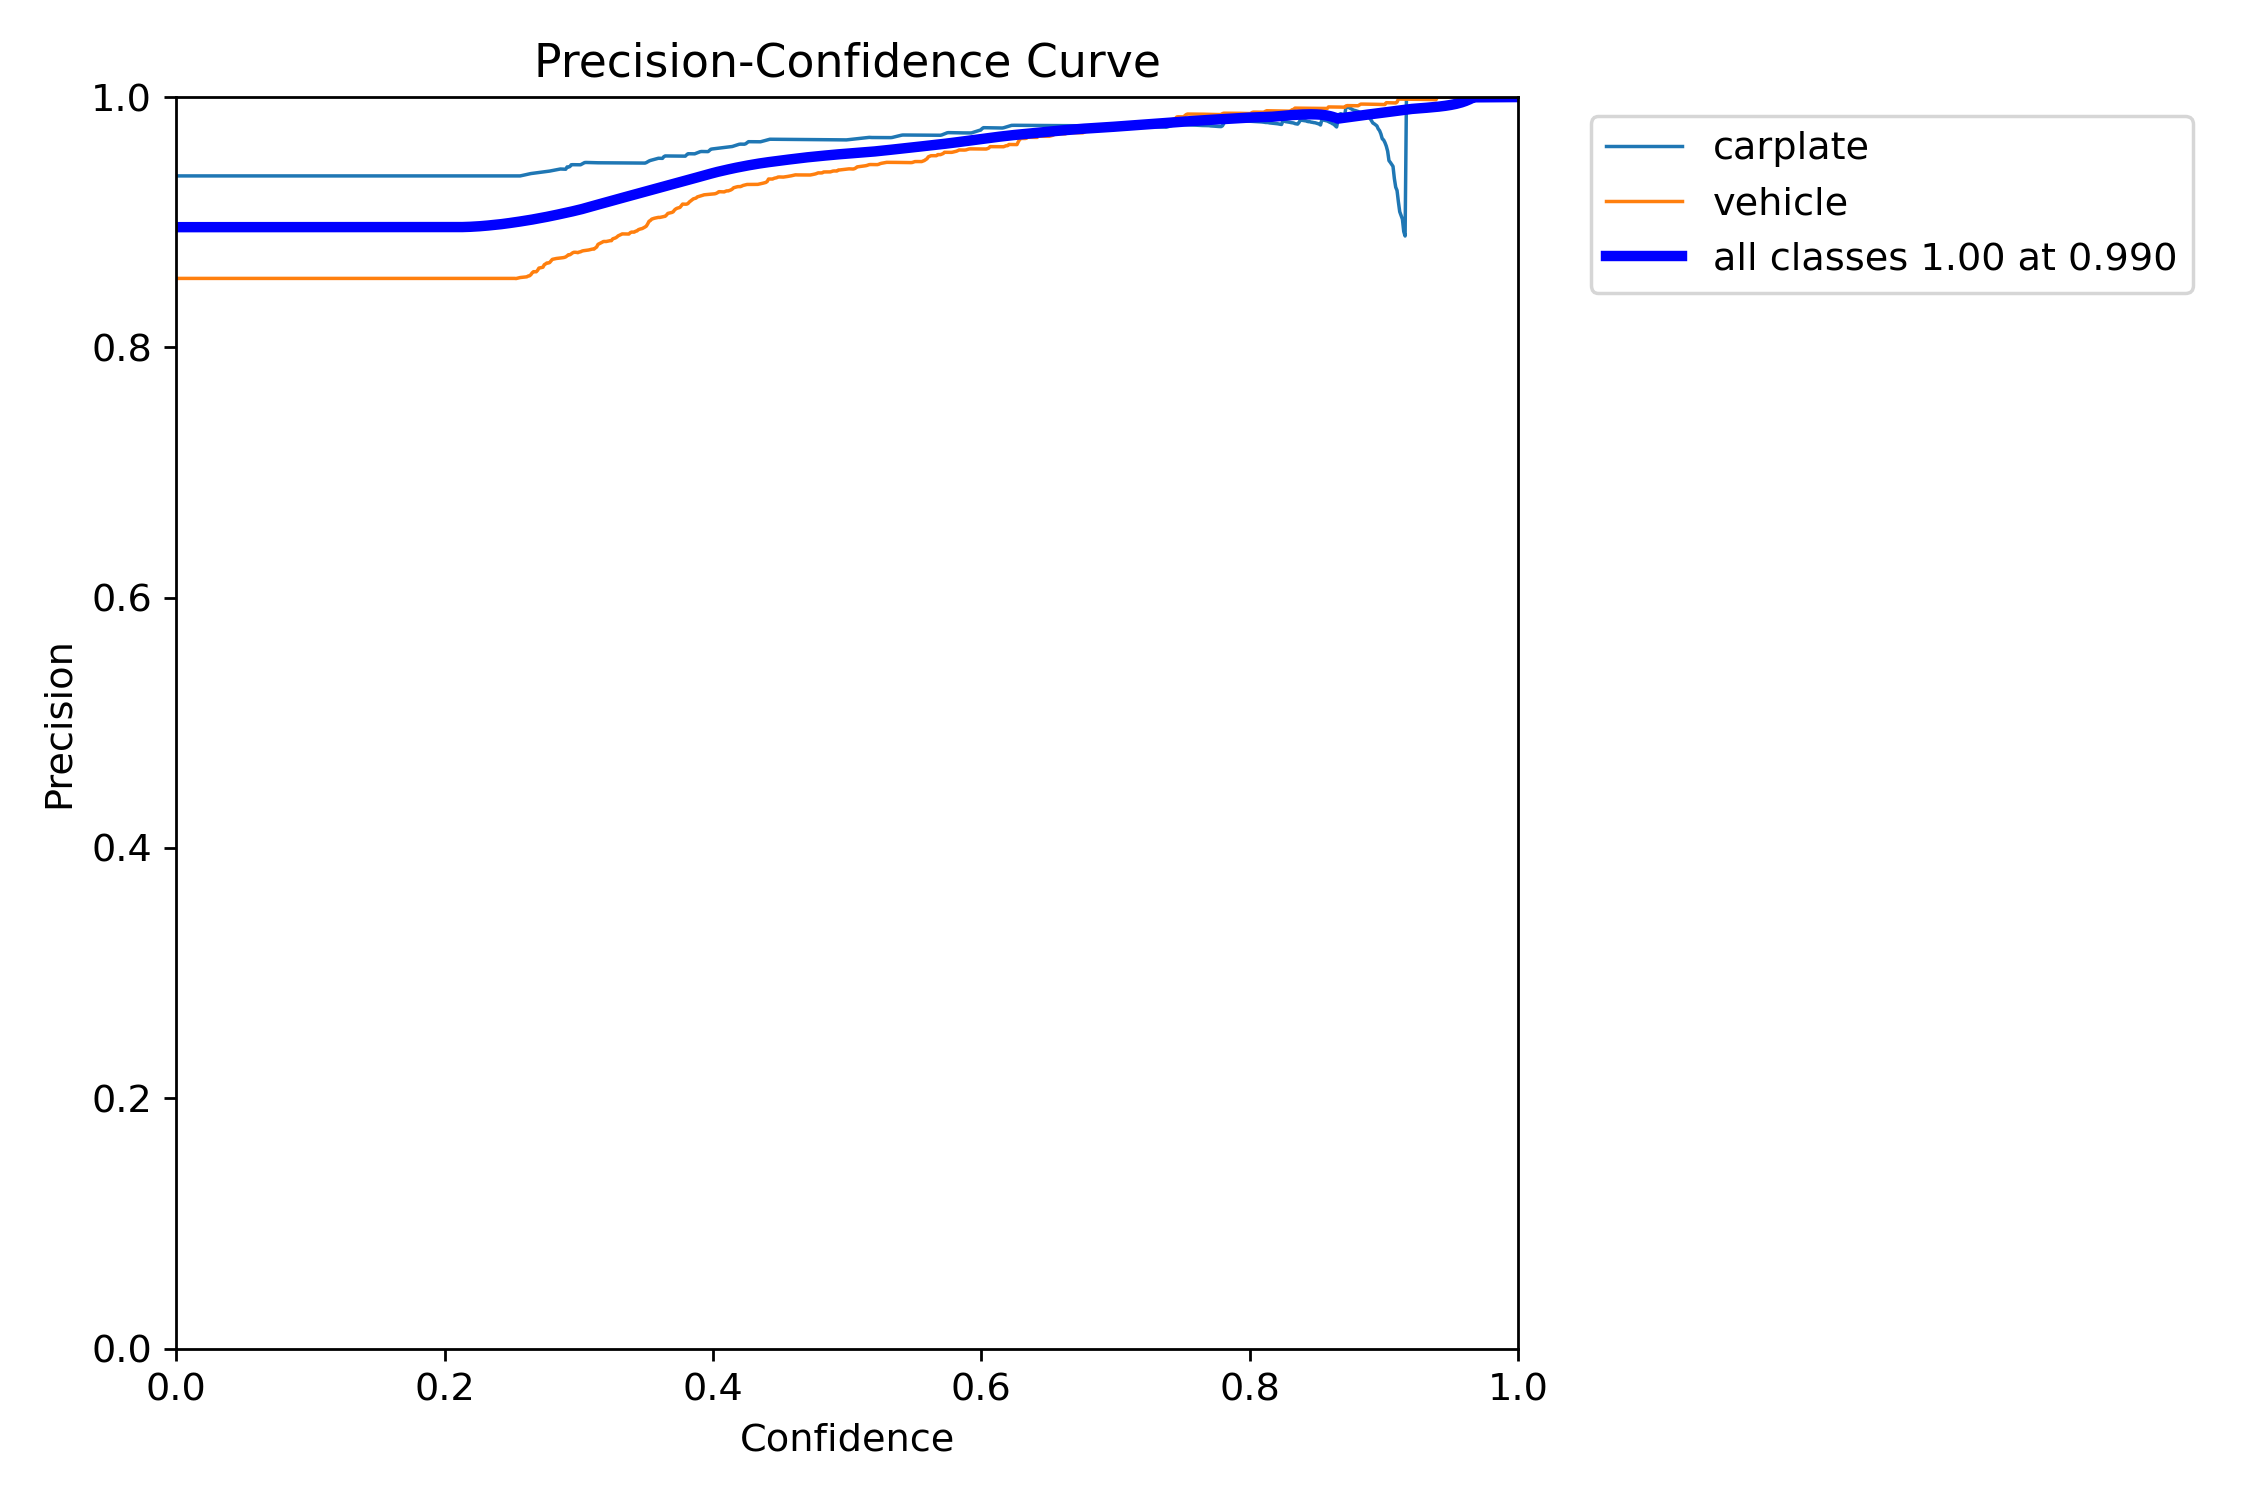 Precision-Confidence Curve
1.0
0.8
0.6
0.4
0.2
0.0
Precision
0.0 0.2 0.4 0.6 0.8 1.0
Confidence
carplate
vehicle
all classes 1.00 at 0.990